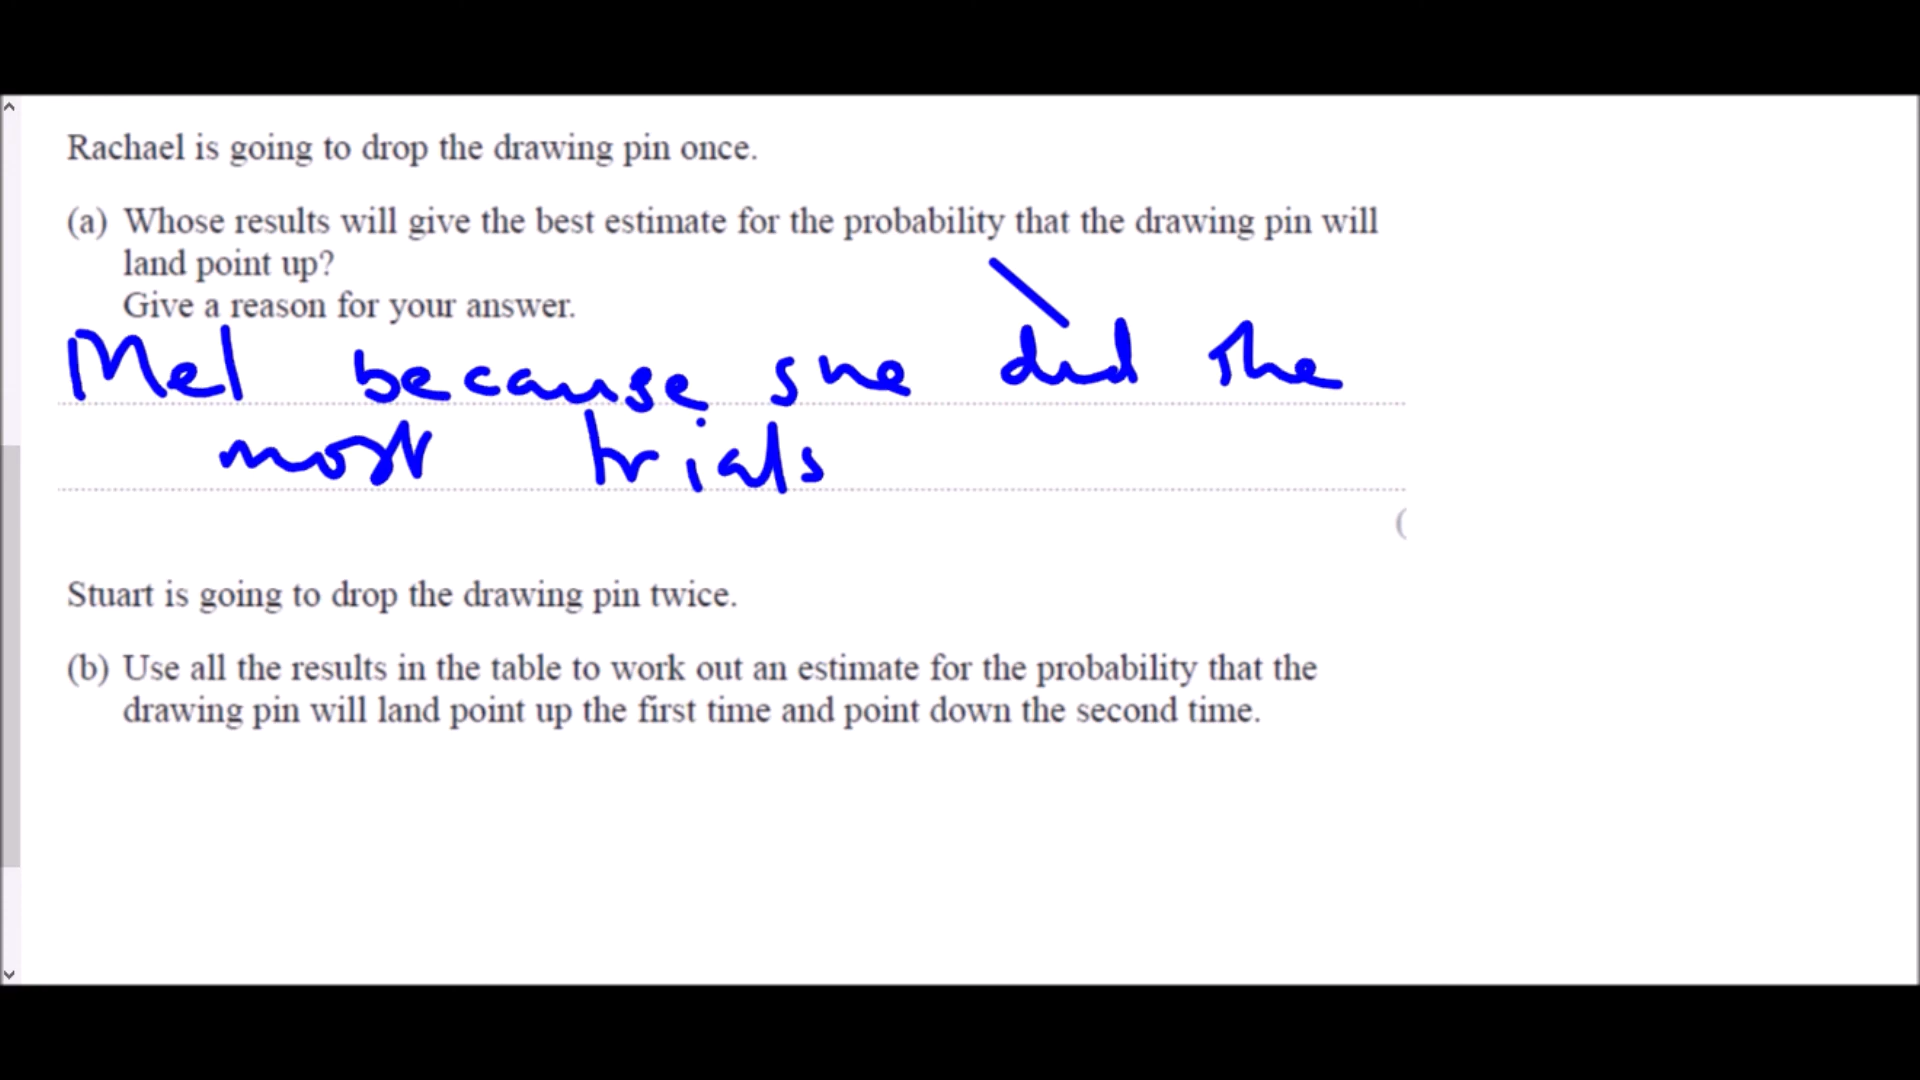 Rachael is going to drop the drawing pin once.
(a) Whose results will give the best estimate for the probability that the drawing pin will
land point up?
Give a reason for your answer.
Mel because she did the
most trials
(
Stuart is going to drop the drawing pin twice.
(b) Use all the results in the table to work out an estimate for the probability that the
drawing pin will land point up the first time and point down the second time.